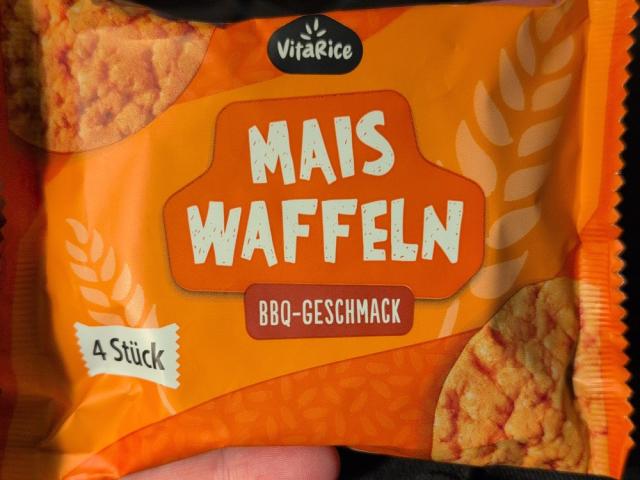 VitaRice
MAIS
WAFFELN
BBQ-GESCHMACK
4 Stück